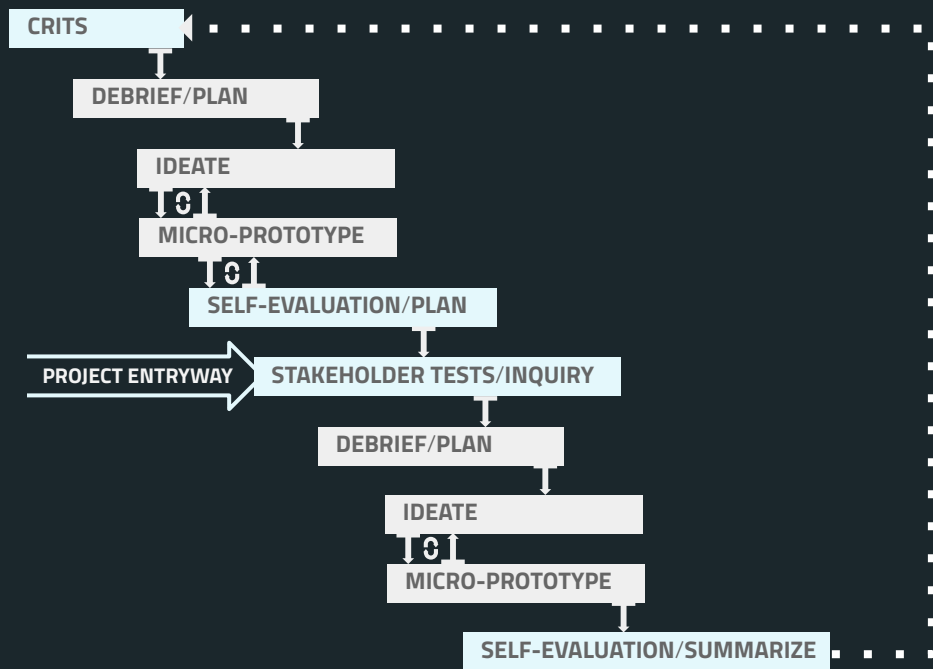 CRITS
DEBRIEF/PLAN
IDEATE
MICRO-PROTOTYPE
SELF-EVALUATION/PLAN
PROJECT ENTRYWAY
STAKEHOLDER TESTS/INQUIRY
DEBRIEF/PLAN
IDEATE
MICRO-PROTOTYPE
SELF-EVALUATION/SUMMARIZE